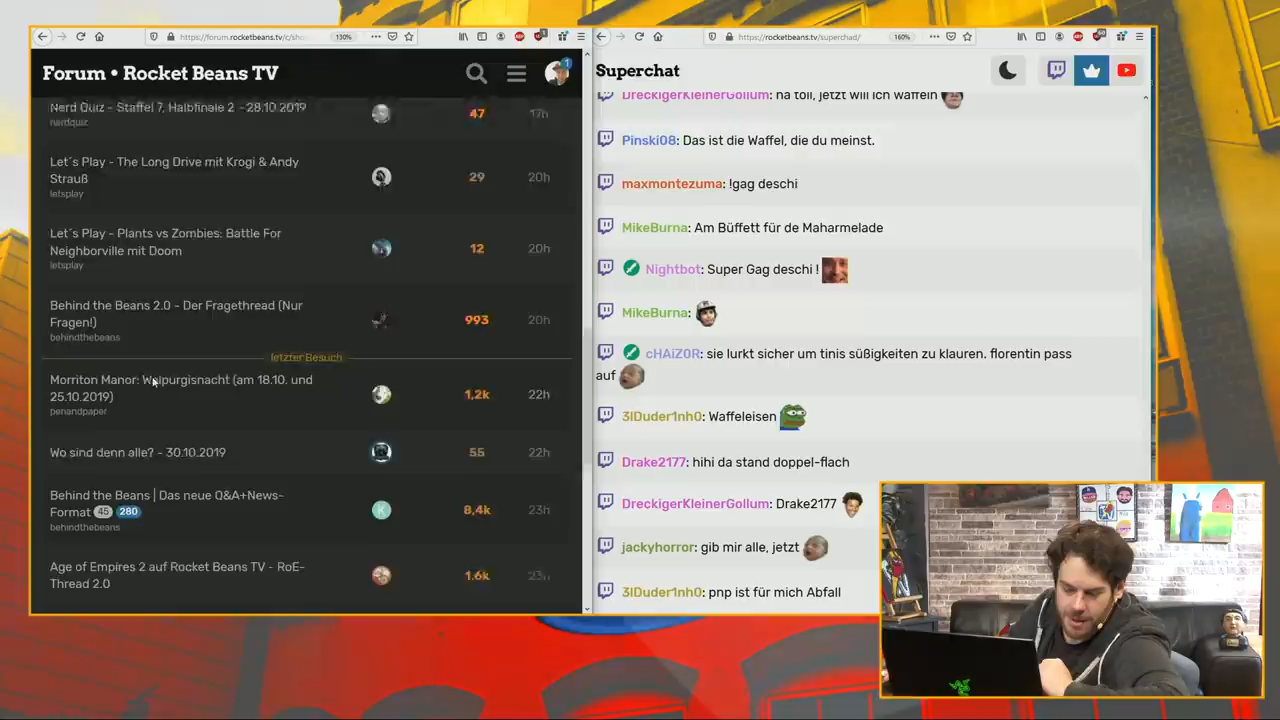 https://forum.rocketbeans.tv/c/sho
130%
https://rocketbeans.tv/superchat/
160%
Forum • Rocket Beans TV
1
Nerd Quiz - Staffel 7, Halbfinale 2 - 28.10.2019
nerdquiz
47
17h
Let´s Play - The Long Drive mit Krogi & Andy
Strauß
letsplay
29
20h
Let´s Play - Plants vs Zombies: Battle For
Neighborville mit Doom
letsplay
12
20h
Behind the Beans 2.0 - Der Fragethread (Nur
Fragen!)
behindthebeans
993
20h
letzter Besuch
Morriton Manor: Walpurgisnacht (am 18.10. und
25.10.2019)
penandpaper
1,2k
22h
Wo sind denn alle? - 30.10.2019
55
22h
Behind the Beans | Das neue Q&A+News-
Format 45 280
behindthebeans
K
8,4k
23h
Age of Empires 2 auf Rocket Beans TV - RoE-
Thread 2.0
1.6k
23h
Superchat
DreckigerKleinerGollum: na toll, jetzt will ich waffeln
Pinski08: Das ist die Waffel, die du meinst.
maxmontezuma: !gag deschi
MikeBurna: Am Büffett für de Maharmelade
Nightbot: Super Gag deschi !
MikeBurna:
cHAiZ0R: sie lurkt sicher um tinis süßigkeiten zu klauren. florentin pass
auf
3lDuder1nh0: Waffeleisen
Drake2177: hihi da stand doppel-flach
DreckigerKleinerGollum: Drake2177
jackyhorror: gib mir alle, jetzt
3lDuder1nh0: pnp ist für mich Abfall